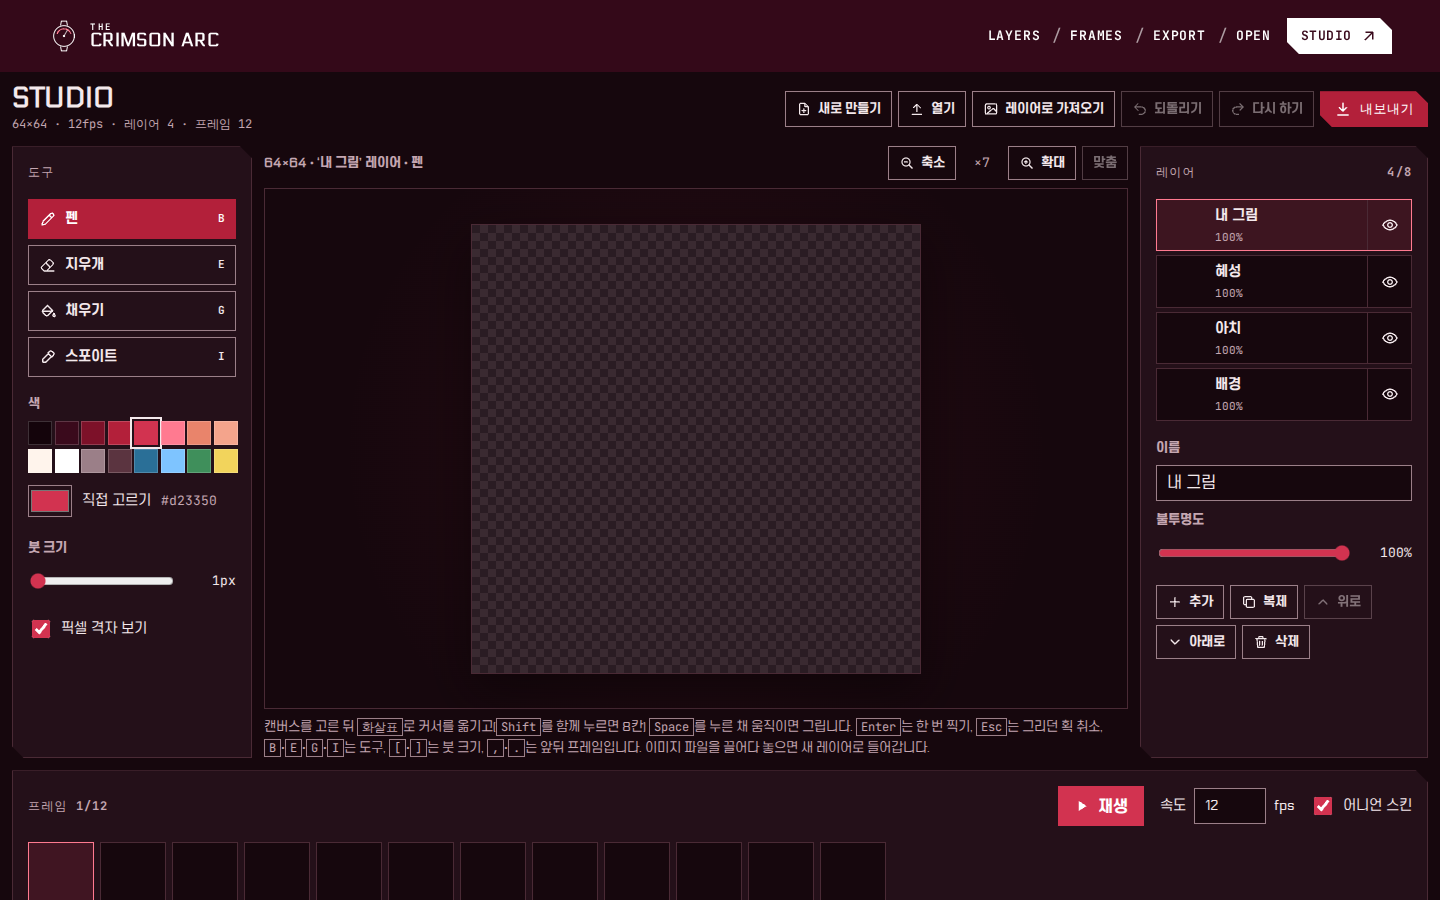 THE
CRIMSON ARC
LAYERS / FRAMES / EXPORT / OPEN STUDIO
STUDIO
64×64 · 12fps · 레이어 4 · 프레임 12
새로 만들기 열기 레이어로 가져오기 되돌리기 다시 하기 내보내기
도구
펜 B
지우개 E
채우기 G
스포이트 I
색
직접 고르기 #d23350
붓 크기
1px
픽셀 격자 보기
64×64 · ‘내 그림’ 레이어 · 펜
축소 ×7 확대 맞춤
캔버스를 고른 뒤 화살표로 커서를 옮기고(Shift를 함께 누르면 8칸) Space를 누른 채 움직이면 그립니다. Enter는 한 번 찍기, Esc는 그리던 획 취소,
B·E·G·I는 도구, [·]는 붓 크기, ,·.는 앞뒤 프레임입니다. 이미지 파일을 끌어다 놓으면 새 레이어로 들어갑니다.
레이어 4/8
내 그림
100%
혜성
100%
아치
100%
배경
100%
이름
내 그림
불투명도
100%
추가 복제 위로
아래로 삭제
프레임 1/12
재생 속도 12 fps 어니언 스킨